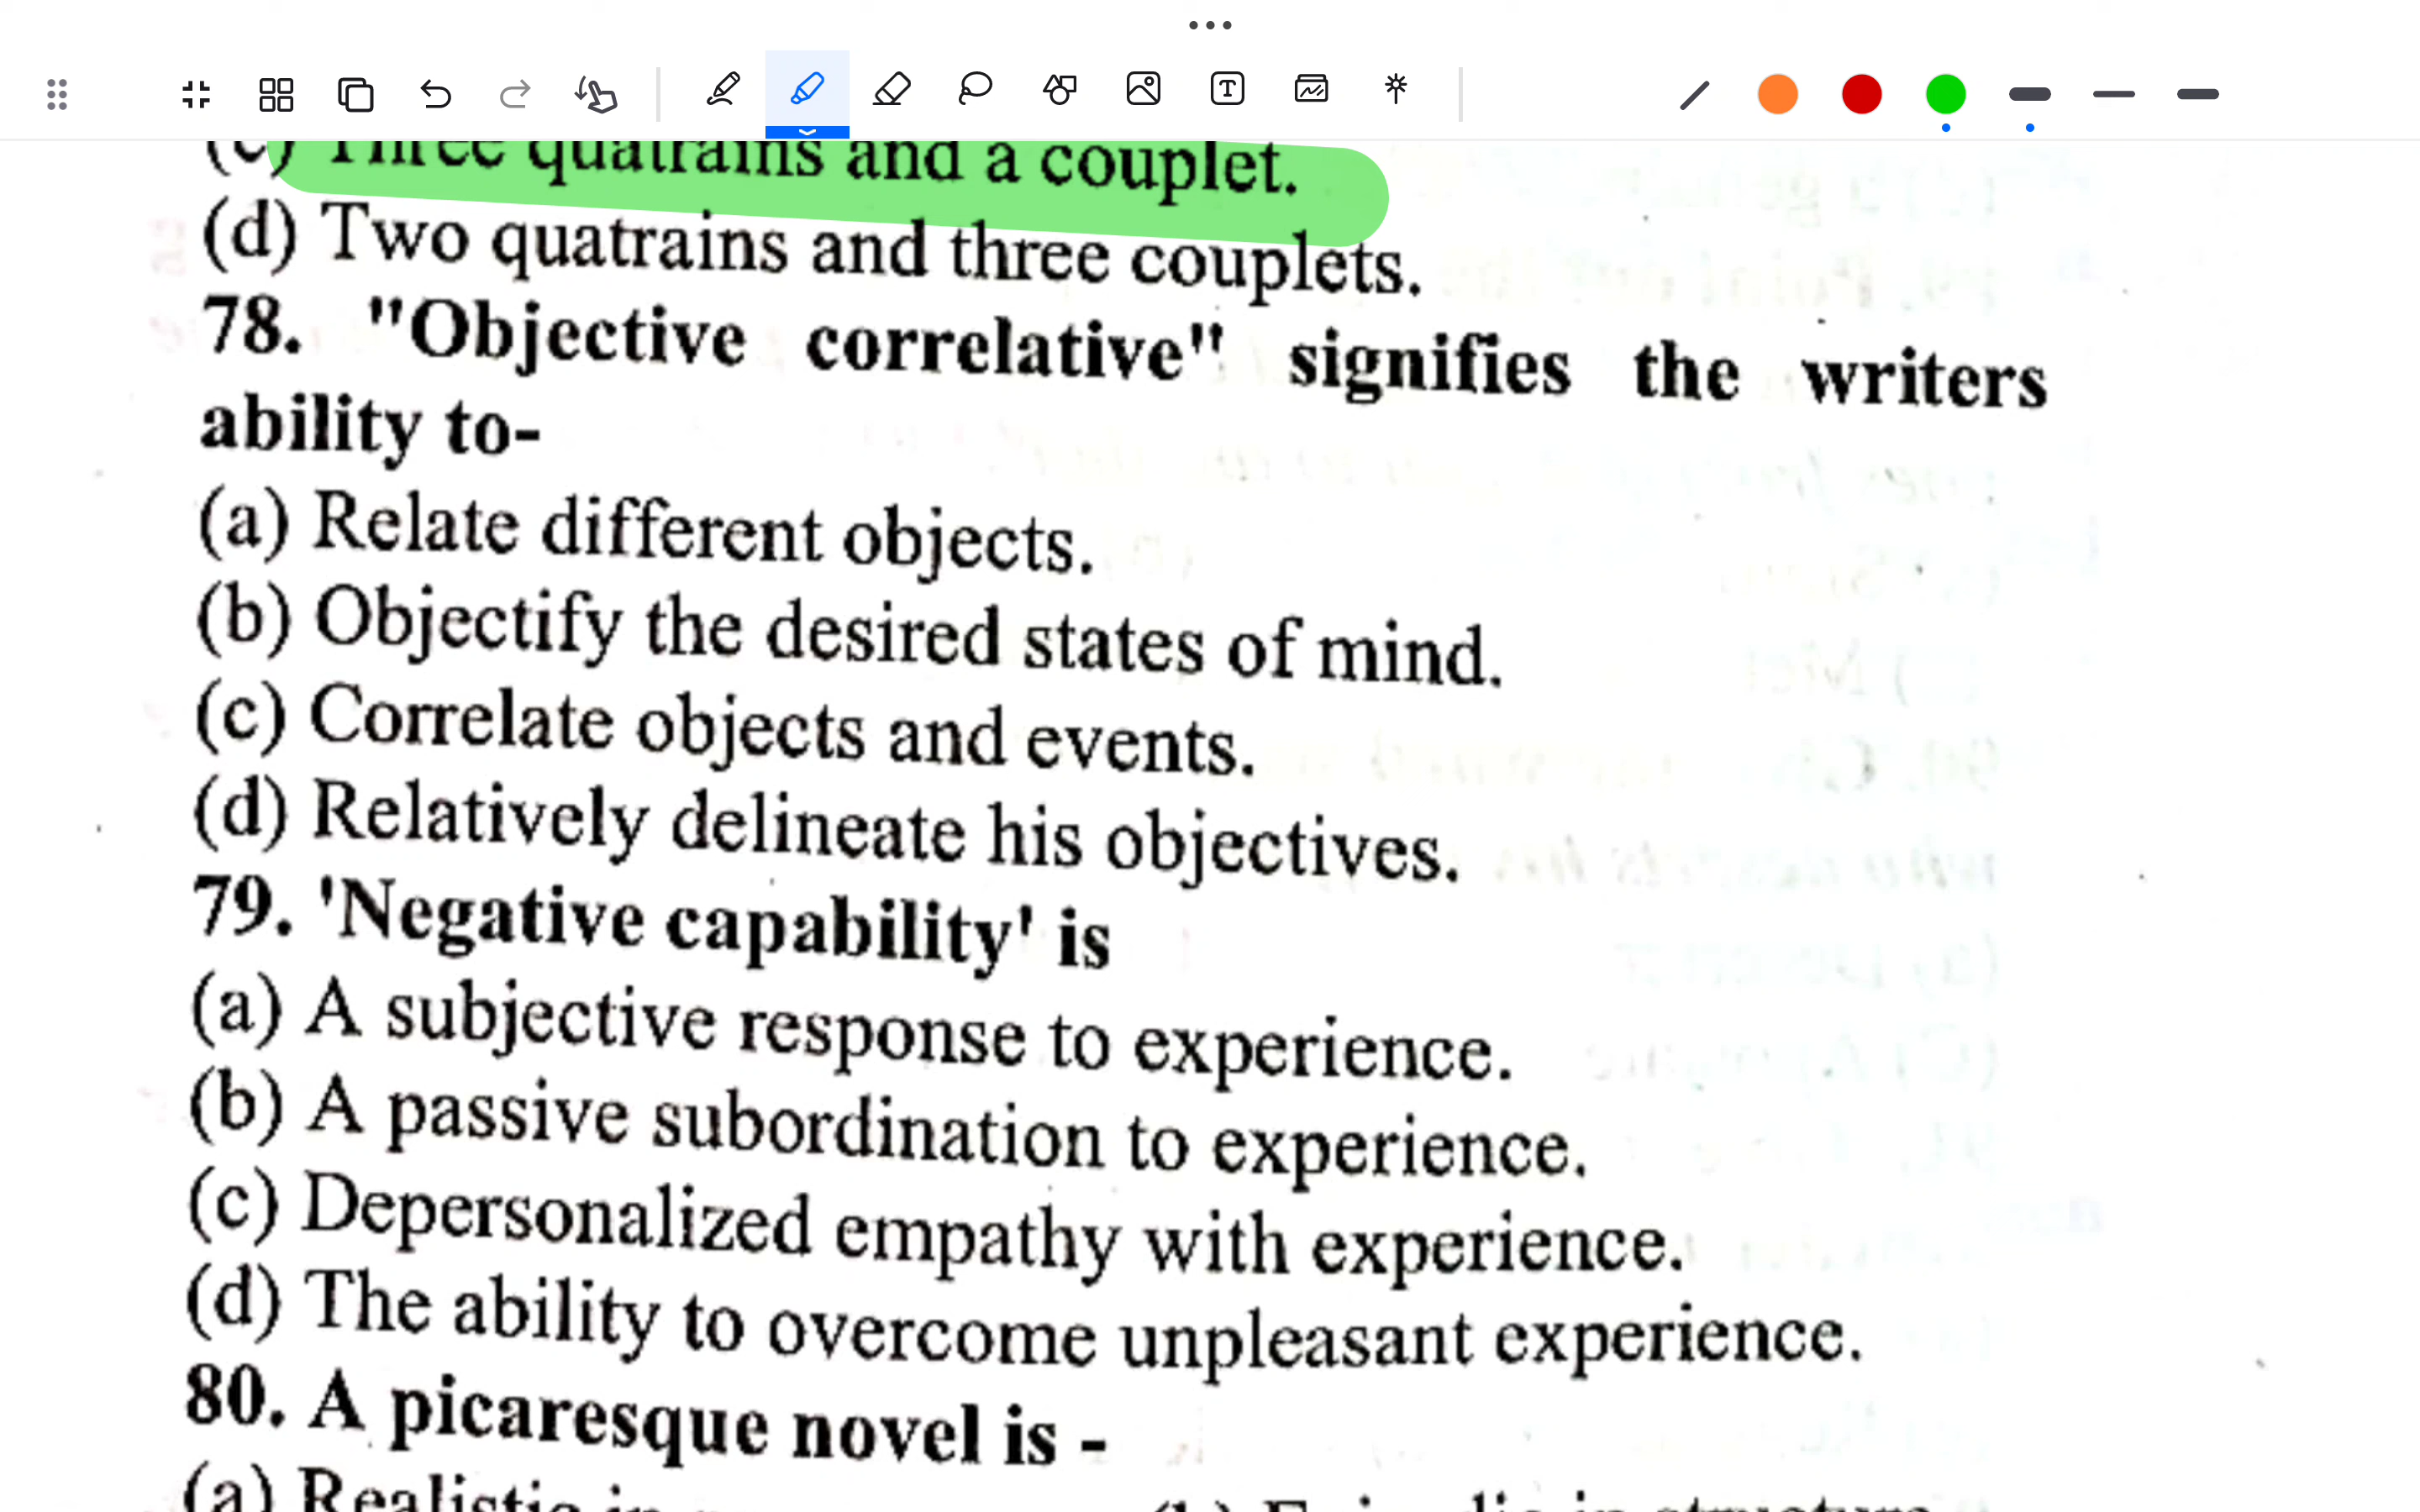 (c) Three quatrains and a couplet.
(d) Two quatrains and three couplets.
78. "Objective correlative" signifies the writers
ability to-
(a) Relate different objects.
(b) Objectify the desired states of mind.
(c) Correlate objects and events.
(d) Relatively delineate his objectives.
79. 'Negative capability' is
(a) A subjective response to experience.
(b) A passive subordination to experience.
(c) Depersonalized empathy with experience.
(d) The ability to overcome unpleasant experience.
80. A picaresque novel is -
(a) Realistic in